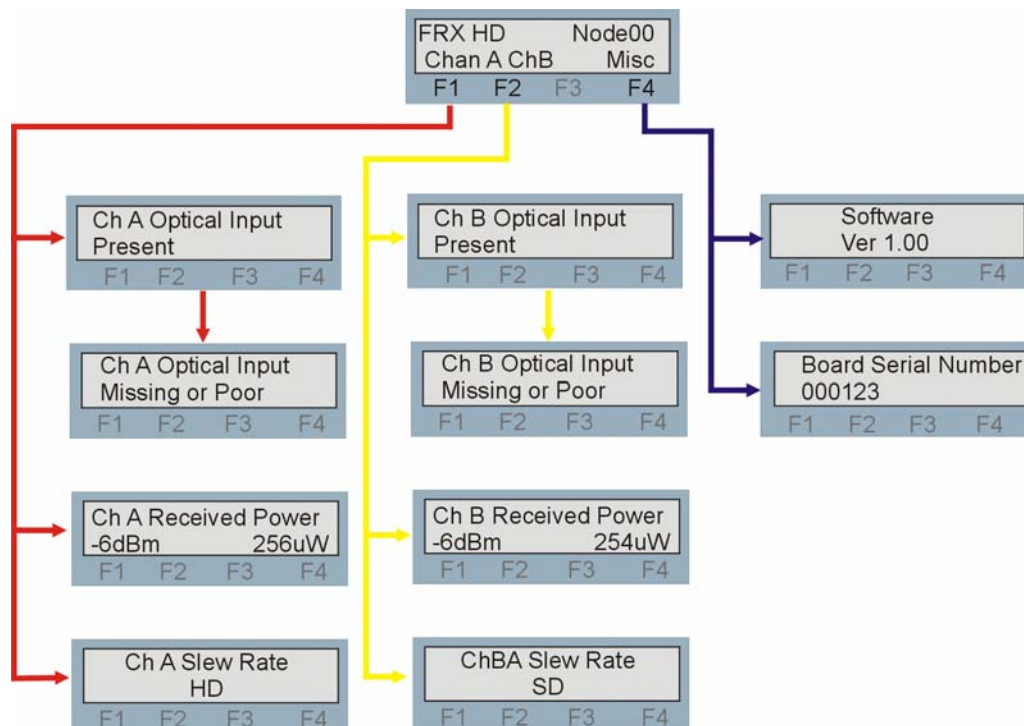 FRX HD Node00
Chan A ChB Misc
F1 F2 F3 F4
Ch A Optical Input
Present
F1 F2 F3 F4
Ch B Optical Input
Present
F1 F2 F3 F4
Software
Ver 1.00
F1 F2 F3 F4
Ch A Optical Input
Missing or Poor
F1 F2 F3 F4
Ch B Optical Input
Missing or Poor
F1 F2 F3 F4
Board Serial Number
000123
F1 F2 F3 F4
Ch A Received Power
-6dBm 256uW
F1 F2 F3 F4
Ch B Received Power
-6dBm 254uW
F1 F2 F3 F4
Ch A Slew Rate
HD
F1 F2 F3 F4
ChBA Slew Rate
SD
F1 F2 F3 F4